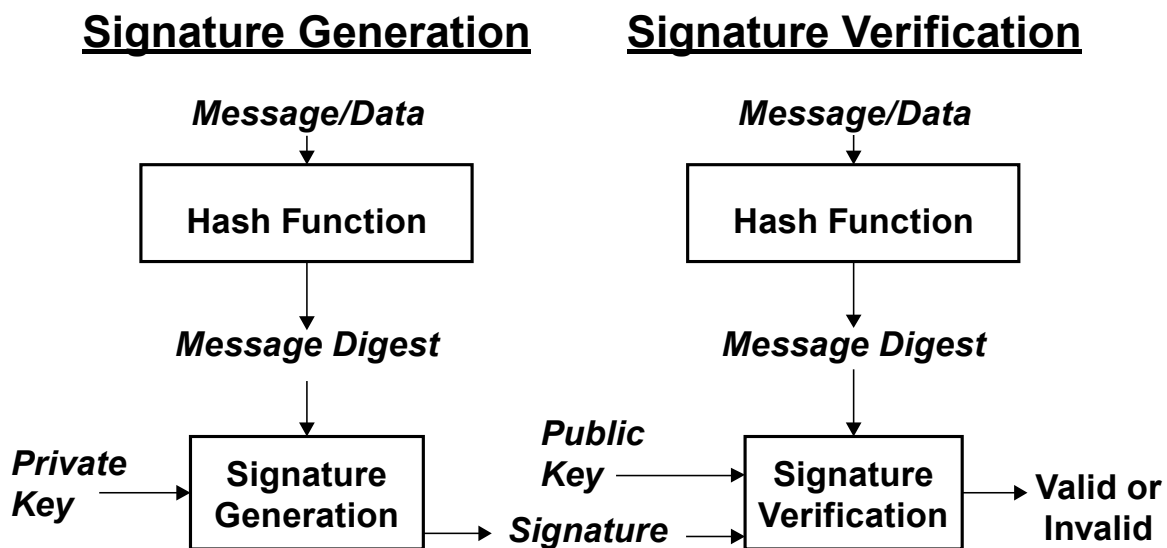 Signature Generation
Message/Data
Hash Function
Message Digest
Private
Key
Signature
Generation
Signature Verification
Message/Data
Hash Function
Message Digest
Public
Key
Signature
Signature
Verification
Valid or
Invalid